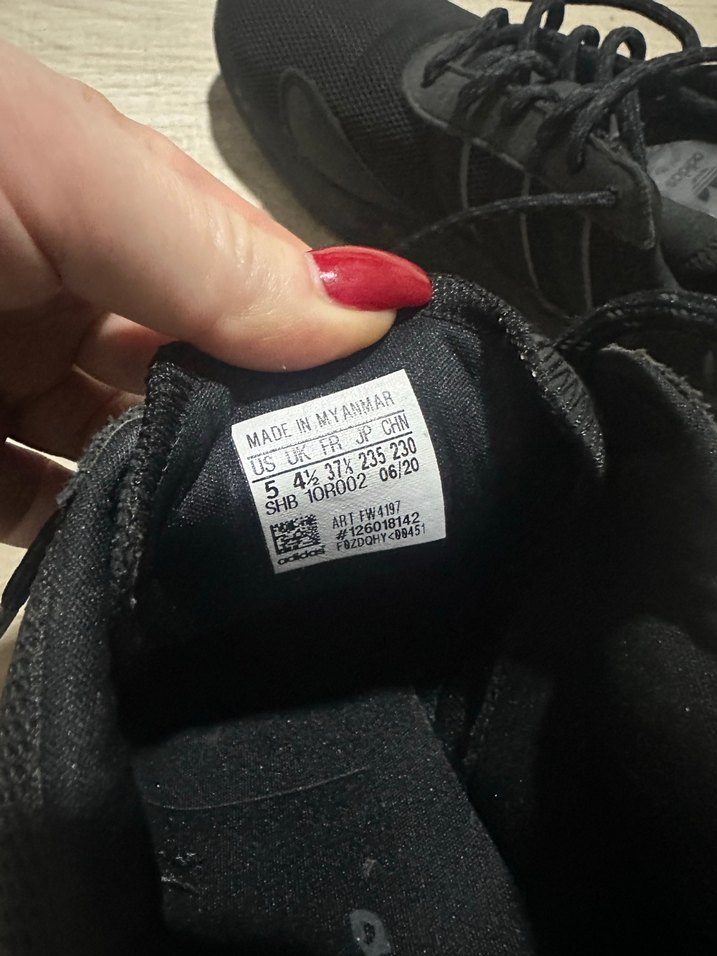 MADE IN MYANMAR
US UK FR JP CHN
5 4½ 37⅓ 235 230
SHB 10R002 06/20
ART FW4197
#126018142
F0ZDQHY<00451
adidas
adidas